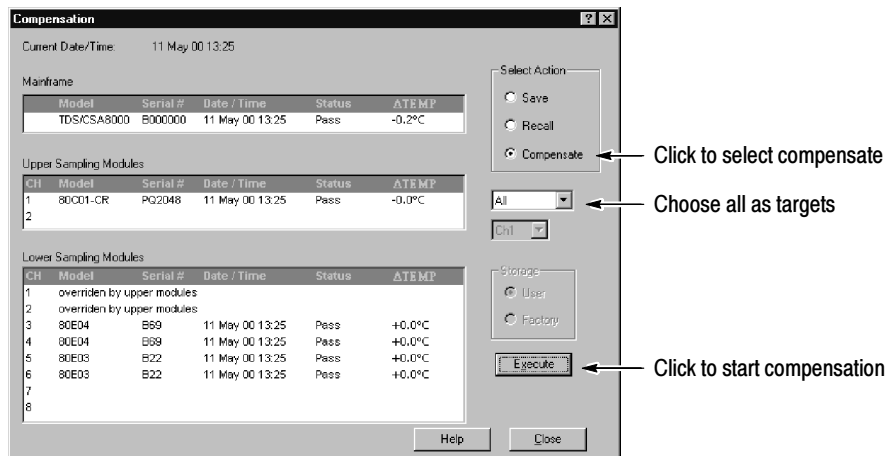 Compensation
Current Date/Time: 11 May 00 13:25
Mainframe
Model Serial # Date / Time Status ΔTEMP
TDS/CSA8000 B000000 11 May 00 13:25 Pass -0.2°C
Upper Sampling Modules
CH Model Serial # Date / Time Status ΔTEMP
1 80C01-CR PQ2048 11 May 00 13:25 Pass -0.0°C
2
Lower Sampling Modules
CH Model Serial # Date / Time Status ΔTEMP
1 overriden by upper modules
2 overriden by upper modules
3 80E04 B69 11 May 00 13:25 Pass +0.0°C
4 80E04 B69 11 May 00 13:25 Pass +0.0°C
5 80E03 B22 11 May 00 13:25 Pass +0.0°C
6 80E03 B22 11 May 00 13:25 Pass +0.0°C
7
8
Select Action
Save
Recall
Compensate
Click to select compensate
All
Choose all as targets
Ch1
Storage
User
Factory
Execute
Click to start compensation
Help
Close